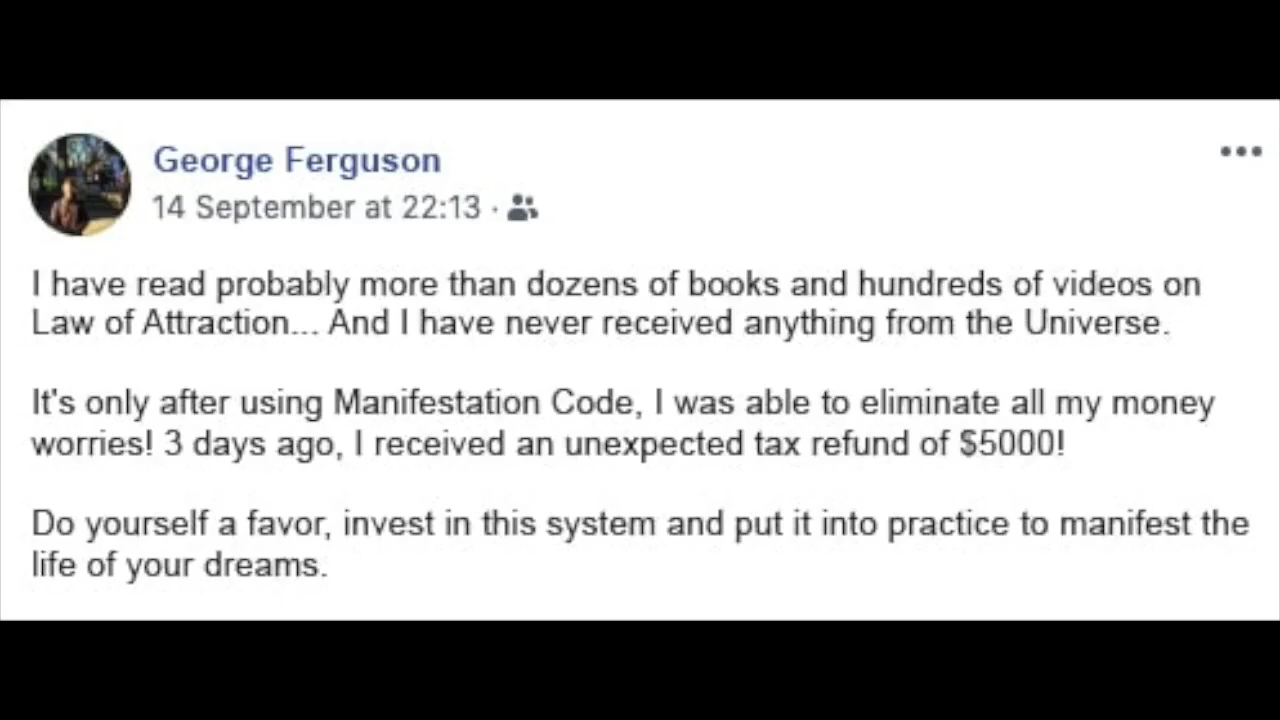 George Ferguson
14 September at 22:13 ·
I have read probably more than dozens of books and hundreds of videos on
Law of Attraction... And I have never received anything from the Universe.
It's only after using Manifestation Code, I was able to eliminate all my money
worries! 3 days ago, I received an unexpected tax refund of $5000!
Do yourself a favor, invest in this system and put it into practice to manifest the
life of your dreams.